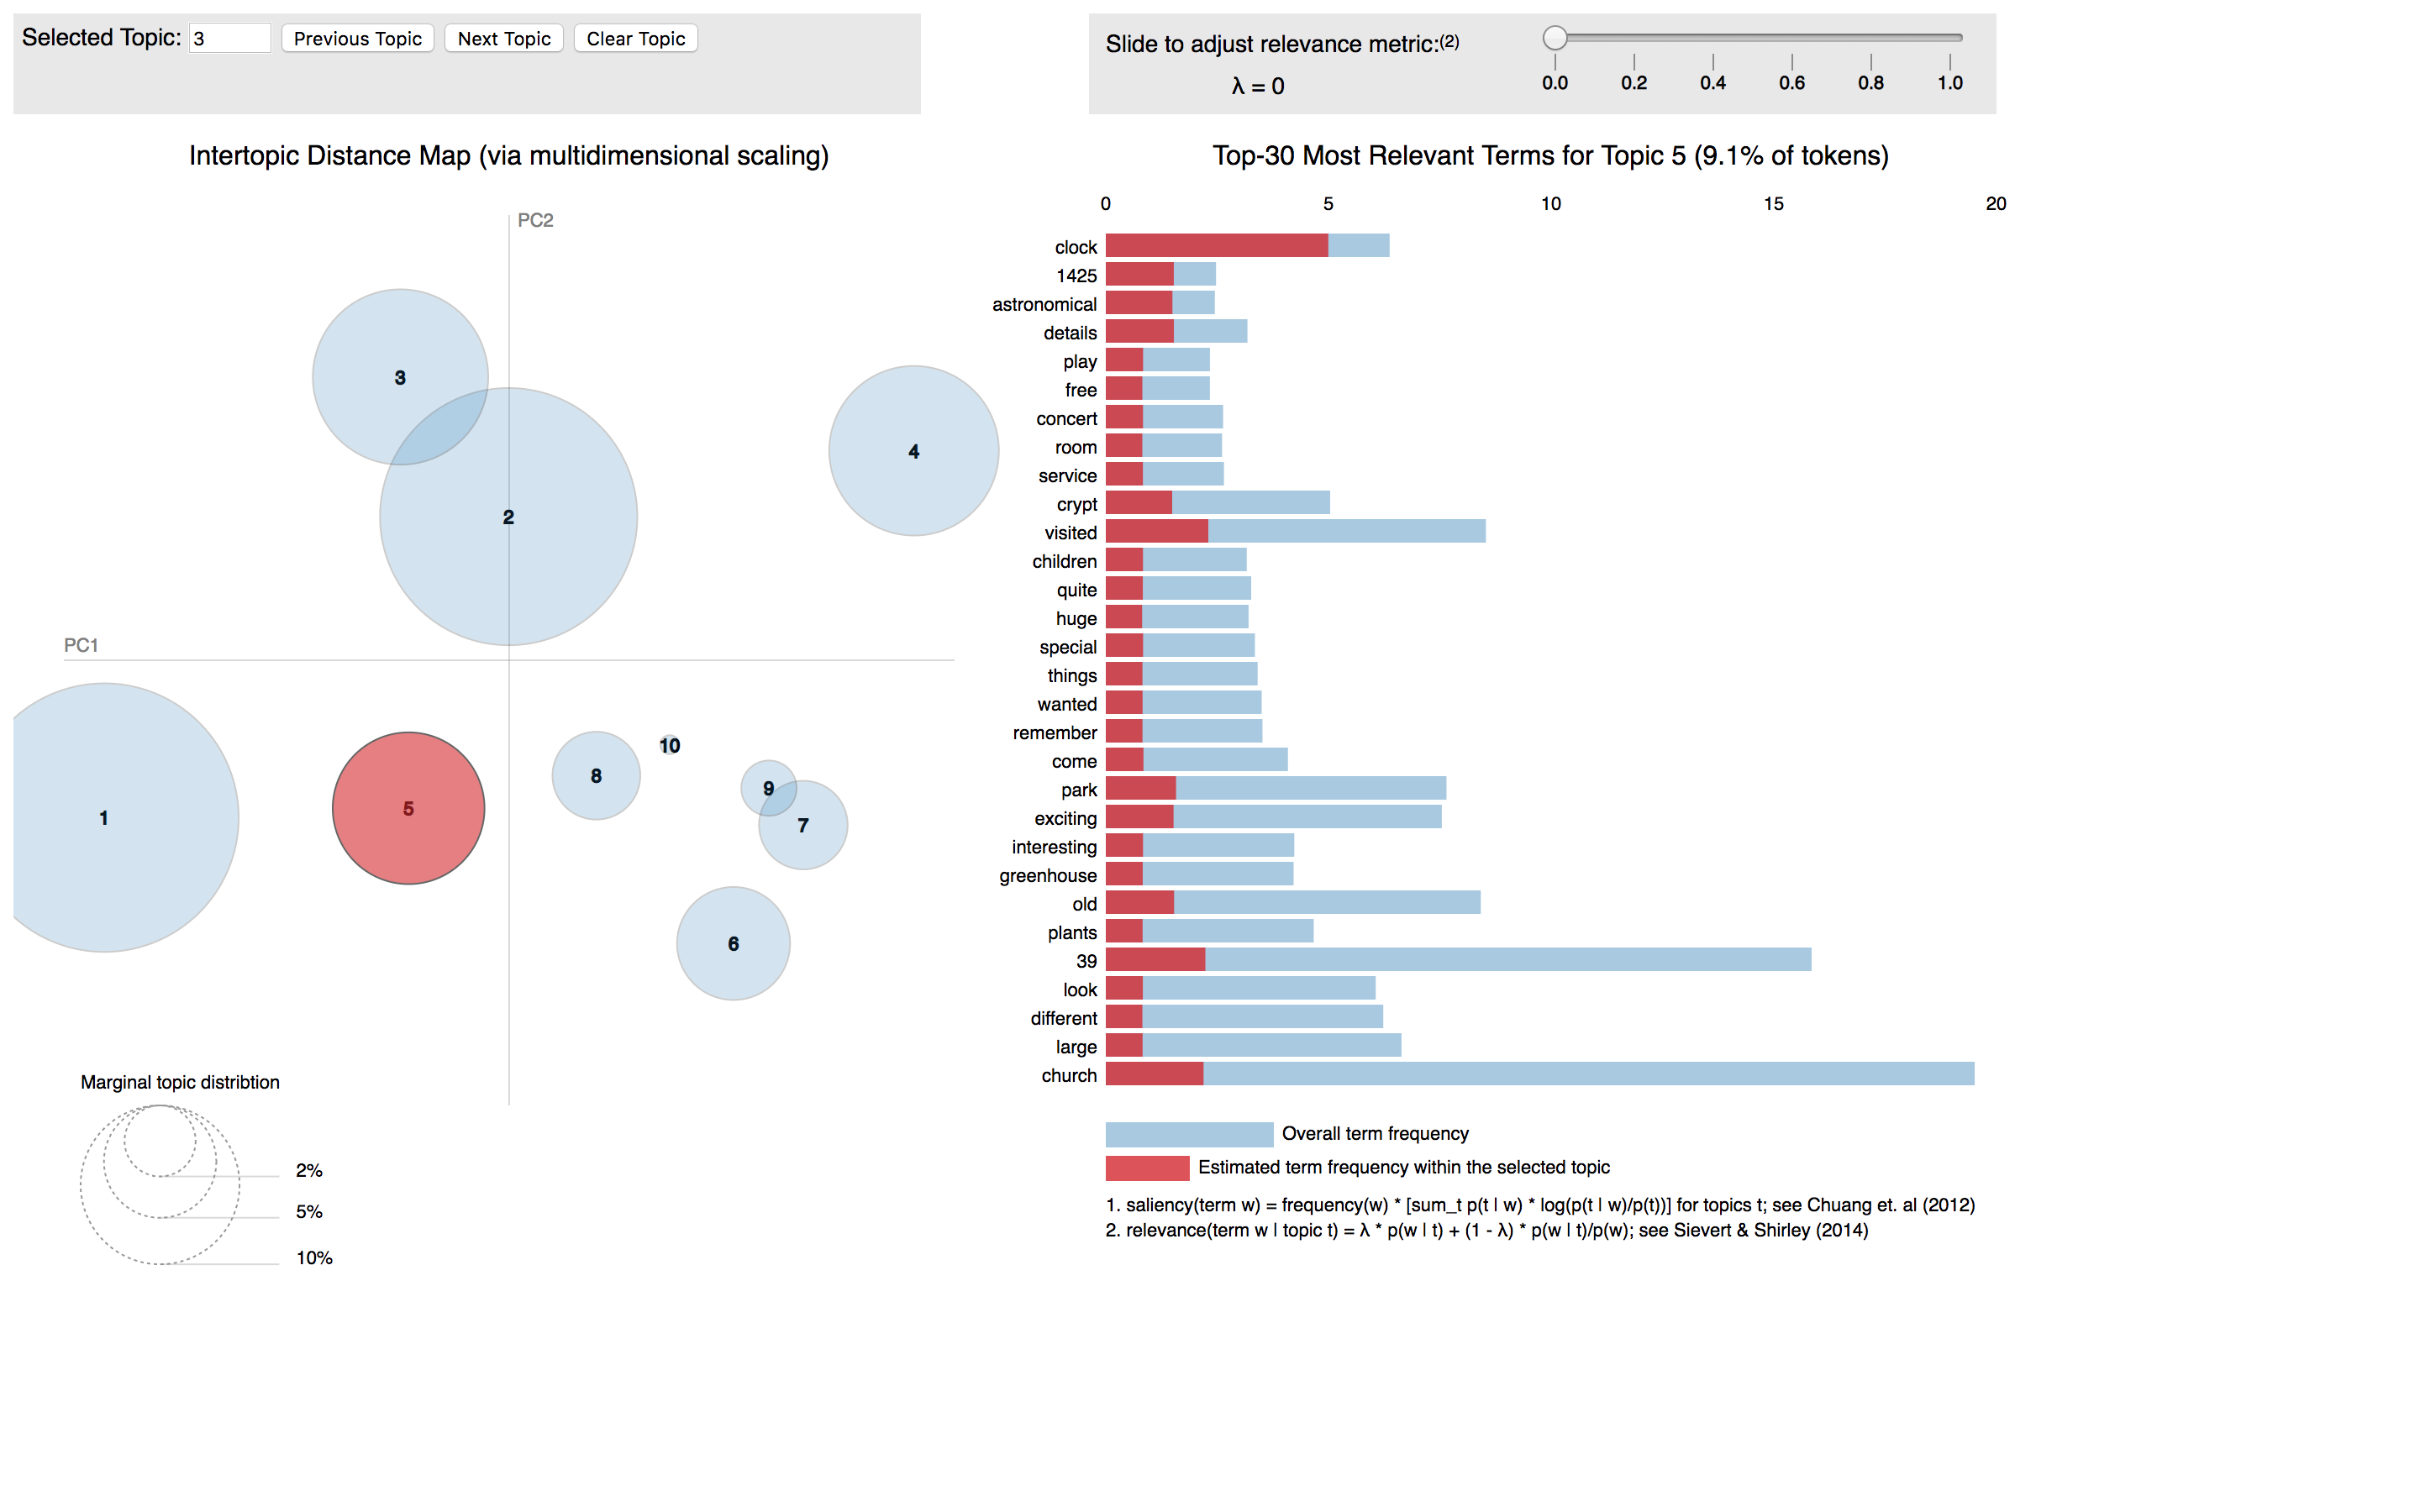 Selected Topic: 3 Previous Topic Next Topic Clear Topic
Slide to adjust relevance metric:(2)
λ = 0
0.0 0.2 0.4 0.6 0.8 1.0
Intertopic Distance Map (via multidimensional scaling)
PC2
3
4
2
PC1
10
8
9
1
5
7
6
Marginal topic distribtion
2%
5%
10%
Top-30 Most Relevant Terms for Topic 5 (9.1% of tokens)
0 5 10 15 20
clock
1425
astronomical
details
play
free
concert
room
service
crypt
visited
children
quite
huge
special
things
wanted
remember
come
park
exciting
interesting
greenhouse
old
plants
39
look
different
large
church
Overall term frequency
Estimated term frequency within the selected topic
1. saliency(term w) = frequency(w) * [sum_t p(t | w) * log(p(t | w)/p(t))] for topics t; see Chuang et. al (2012)
2. relevance(term w | topic t) = λ * p(w | t) + (1 - λ) * p(w | t)/p(w); see Sievert & Shirley (2014)